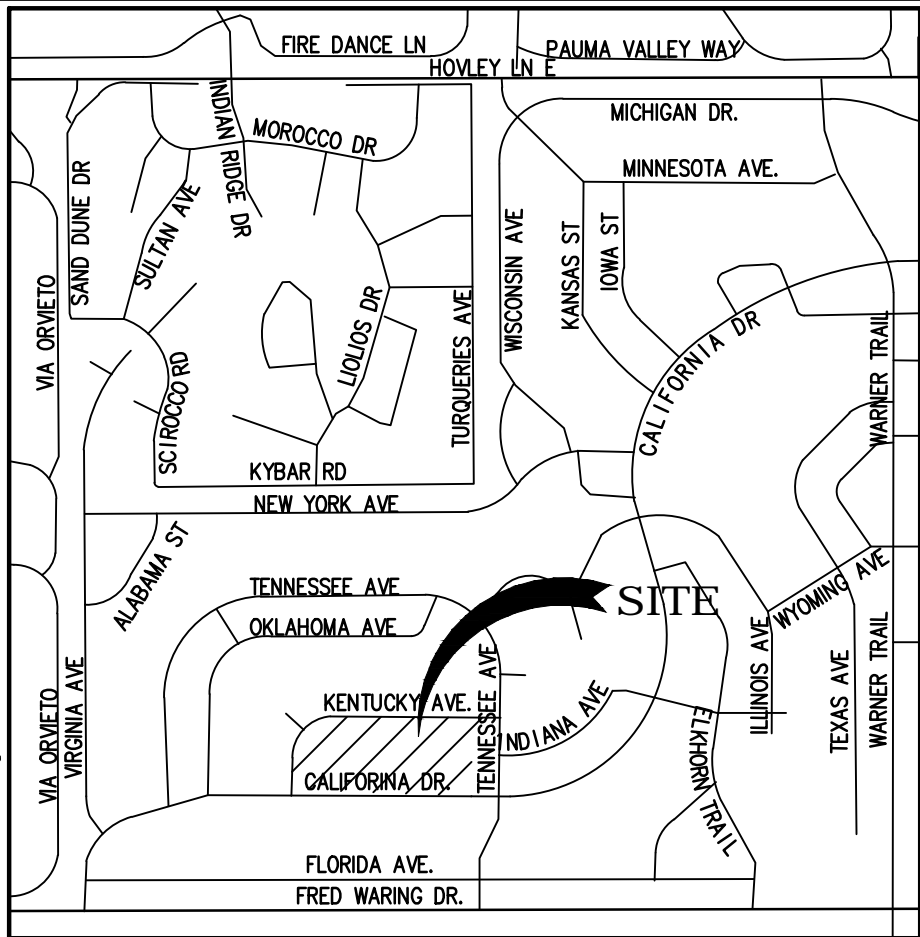 FIRE DANCE LN
PAUMA VALLEY WAY
HOVLEY LN E
MICHIGAN DR.
INDIAN RIDGE DR
MOROCCO DR
MINNESOTA AVE.
SAND DUNE DR
SULTAN AVE
WISCONSIN AVE
KANSAS ST
IOWA ST
VIA ORVIETO
LIOLIOS DR
TURQUERIES AVE
CALIFORNIA DR
WARNER TRAIL
SCIROCCO RD
KYBAR RD
NEW YORK AVE
ALABAMA ST
TENNESSEE AVE
SITE
WYOMING AVE
OKLAHOMA AVE
ILLINOIS AVE
TEXAS AVE
WARNER TRAIL
VIA ORVIETO
VIRGINIA AVE
KENTUCKY AVE.
TENNESSEE AVE
INDIANA AVE
ELKHORN TRAIL
CALIFORINA DR.
FLORIDA AVE.
FRED WARING DR.